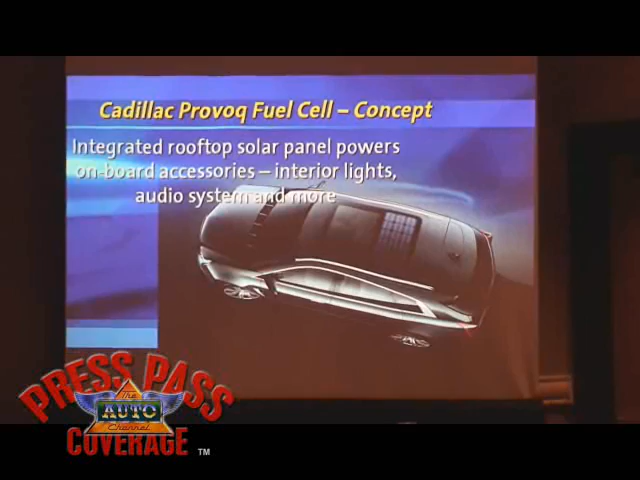 Cadillac Provoq Fuel Cell – Concept
Integrated rooftop solar panel powers
on-board accessories – interior lights,
audio system and more
PRESS PASS
The
AUTO
Channel
COVERAGE
TM